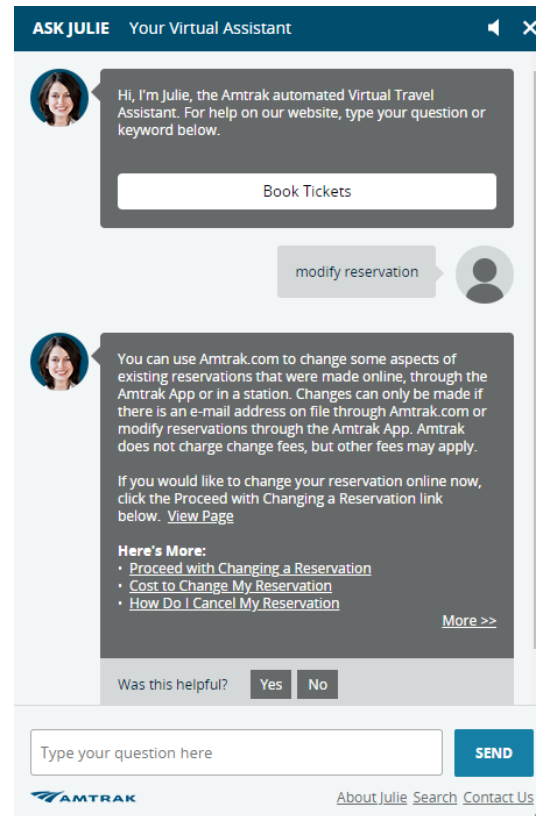 ASK JULIE Your Virtual Assistant
Hi, I'm Julie, the Amtrak automated Virtual Travel
Assistant. For help on our website, type your question or
keyword below.
Book Tickets
modify reservation
You can use Amtrak.com to change some aspects of
existing reservations that were made online, through the
Amtrak App or in a station. Changes can only be made if
there is an e-mail address on file through Amtrak.com or
modify reservations through the Amtrak App. Amtrak
does not charge change fees, but other fees may apply.
If you would like to change your reservation online now,
click the Proceed with Changing a Reservation link
below. View Page
Here's More:
• Proceed with Changing a Reservation
• Cost to Change My Reservation
• How Do I Cancel My Reservation
More >>
Was this helpful? Yes No
Type your question here
SEND
AMTRAK
About Julie Search Contact Us